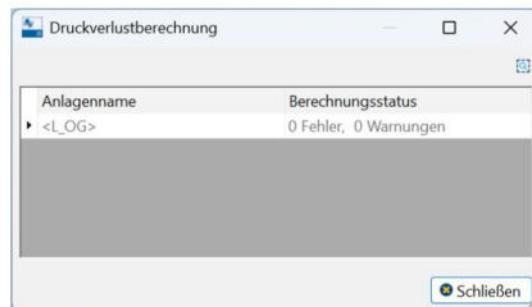 Druckverlustberechnung
Anlagenname Berechnungsstatus
<L_OG> 0 Fehler, 0 Warnungen
Schließen